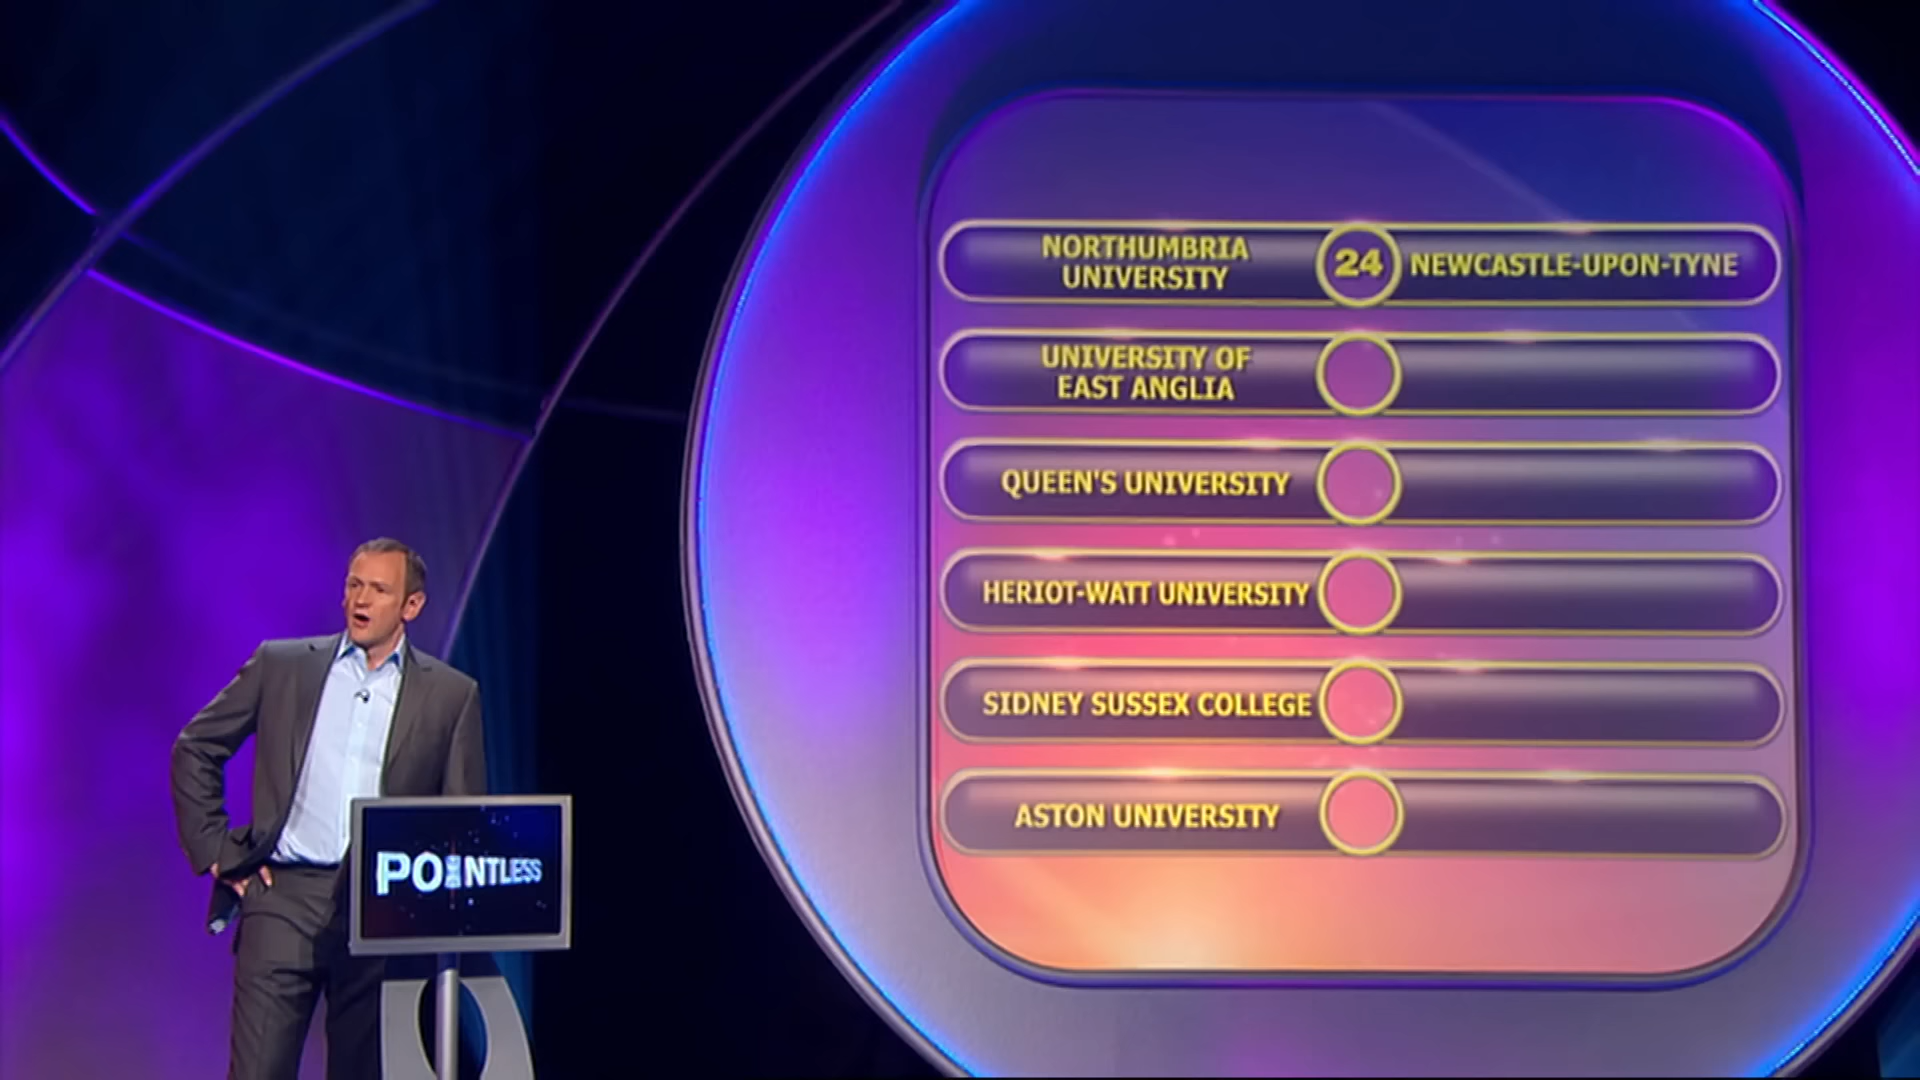 NORTHUMBRIA
UNIVERSITY
24
NEWCASTLE-UPON-TYNE
UNIVERSITY OF
EAST ANGLIA
QUEEN'S UNIVERSITY
HERIOT-WATT UNIVERSITY
SIDNEY SUSSEX COLLEGE
ASTON UNIVERSITY
POINTLESS